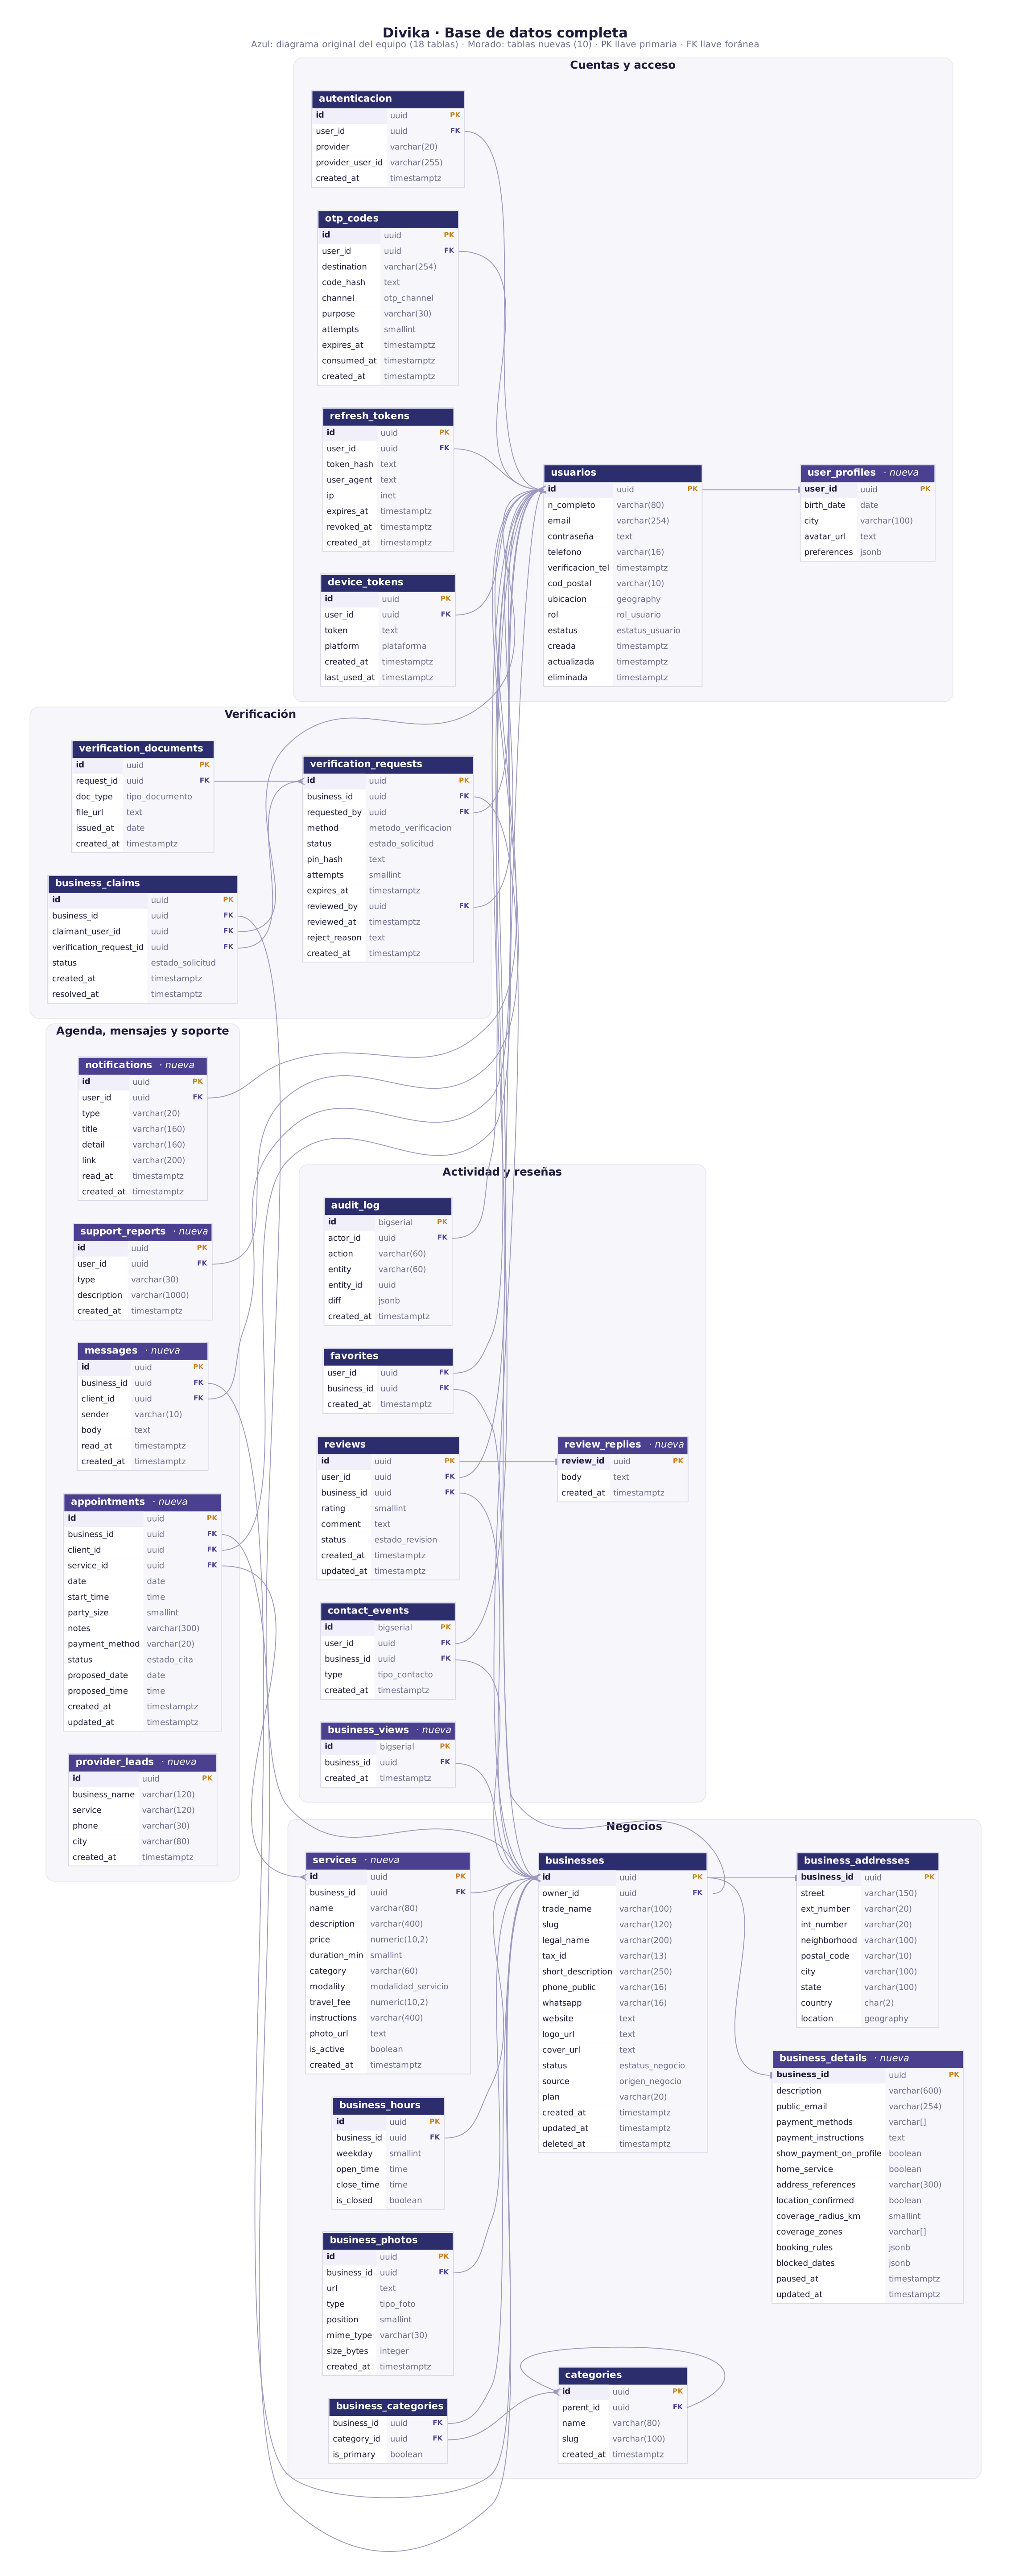 Divika · Base de datos completa
Azul: diagrama original del equipo (18 tablas) · Morado: tablas nuevas (10) · PK llave primaria · FK llave foránea
Cuentas y acceso
autenticacion
id uuid PK
user_id uuid FK
provider varchar(20)
provider_user_id varchar(255)
created_at timestamptz
otp_codes
id uuid PK
user_id uuid FK
destination varchar(254)
code_hash text
channel otp_channel
purpose varchar(30)
attempts smallint
expires_at timestamptz
consumed_at timestamptz
created_at timestamptz
refresh_tokens
id uuid PK
user_id uuid FK
token_hash text
user_agent text
ip inet
expires_at timestamptz
revoked_at timestamptz
created_at timestamptz
device_tokens
id uuid PK
user_id uuid FK
token text
platform plataforma
created_at timestamptz
last_used_at timestamptz
usuarios
id uuid PK
n_completo varchar(80)
email varchar(254)
contraseña text
telefono varchar(16)
verificacion_tel timestamptz
cod_postal varchar(10)
ubicacion geography
rol rol_usuario
estatus estatus_usuario
creada timestamptz
actualizada timestamptz
eliminada timestamptz
user_profiles · nueva
user_id uuid PK
birth_date date
city varchar(100)
avatar_url text
preferences jsonb
Verificación
verification_documents
id uuid PK
request_id uuid FK
doc_type tipo_documento
file_url text
issued_at date
created_at timestamptz
business_claims
id uuid PK
business_id uuid FK
claimant_user_id uuid FK
verification_request_id uuid FK
status estado_solicitud
created_at timestamptz
resolved_at timestamptz
verification_requests
id uuid PK
business_id uuid FK
requested_by uuid FK
method metodo_verificacion
status estado_solicitud
pin_hash text
attempts smallint
expires_at timestamptz
reviewed_by uuid FK
reviewed_at timestamptz
reject_reason text
created_at timestamptz
Agenda, mensajes y soporte
notifications · nueva
id uuid PK
user_id uuid FK
type varchar(20)
title varchar(160)
detail varchar(160)
link varchar(200)
read_at timestamptz
created_at timestamptz
support_reports · nueva
id uuid PK
user_id uuid FK
type varchar(30)
description varchar(1000)
created_at timestamptz
messages · nueva
id uuid PK
business_id uuid FK
client_id uuid FK
sender varchar(10)
body text
read_at timestamptz
created_at timestamptz
appointments · nueva
id uuid PK
business_id uuid FK
client_id uuid FK
service_id uuid FK
date date
start_time time
party_size smallint
notes varchar(300)
payment_method varchar(20)
status estado_cita
proposed_date date
proposed_time time
created_at timestamptz
updated_at timestamptz
provider_leads · nueva
id uuid PK
business_name varchar(120)
service varchar(120)
phone varchar(30)
city varchar(80)
created_at timestamptz
Actividad y reseñas
audit_log
id bigserial PK
actor_id uuid FK
action varchar(60)
entity varchar(60)
entity_id uuid
diff jsonb
created_at timestamptz
favorites
user_id uuid FK
business_id uuid FK
created_at timestamptz
reviews
id uuid PK
user_id uuid FK
business_id uuid FK
rating smallint
comment text
status estado_revision
created_at timestamptz
updated_at timestamptz
review_replies · nueva
review_id uuid PK
body text
created_at timestamptz
contact_events
id bigserial PK
user_id uuid FK
business_id uuid FK
type tipo_contacto
created_at timestamptz
business_views · nueva
id bigserial PK
business_id uuid FK
created_at timestamptz
Negocios
services · nueva
id uuid PK
business_id uuid FK
name varchar(80)
description varchar(400)
price numeric(10,2)
duration_min smallint
category varchar(60)
modality modalidad_servicio
travel_fee numeric(10,2)
instructions varchar(400)
photo_url text
is_active boolean
created_at timestamptz
business_hours
id uuid PK
business_id uuid FK
weekday smallint
open_time time
close_time time
is_closed boolean
business_photos
id uuid PK
business_id uuid FK
url text
type tipo_foto
position smallint
mime_type varchar(30)
size_bytes integer
created_at timestamptz
business_categories
business_id uuid FK
category_id uuid FK
is_primary boolean
businesses
id uuid PK
owner_id uuid FK
trade_name varchar(100)
slug varchar(120)
legal_name varchar(200)
tax_id varchar(13)
short_description varchar(250)
phone_public varchar(16)
whatsapp varchar(16)
website text
logo_url text
cover_url text
status estatus_negocio
source origen_negocio
plan varchar(20)
created_at timestamptz
updated_at timestamptz
deleted_at timestamptz
categories
id uuid PK
parent_id uuid FK
name varchar(80)
slug varchar(100)
created_at timestamptz
business_addresses
business_id uuid PK
street varchar(150)
ext_number varchar(20)
int_number varchar(20)
neighborhood varchar(100)
postal_code varchar(10)
city varchar(100)
state varchar(100)
country char(2)
location geography
business_details · nueva
business_id uuid PK
description varchar(600)
public_email varchar(254)
payment_methods varchar[]
payment_instructions text
show_payment_on_profile boolean
home_service boolean
address_references varchar(300)
location_confirmed boolean
coverage_radius_km smallint
coverage_zones varchar[]
booking_rules jsonb
blocked_dates jsonb
paused_at timestamptz
updated_at timestamptz